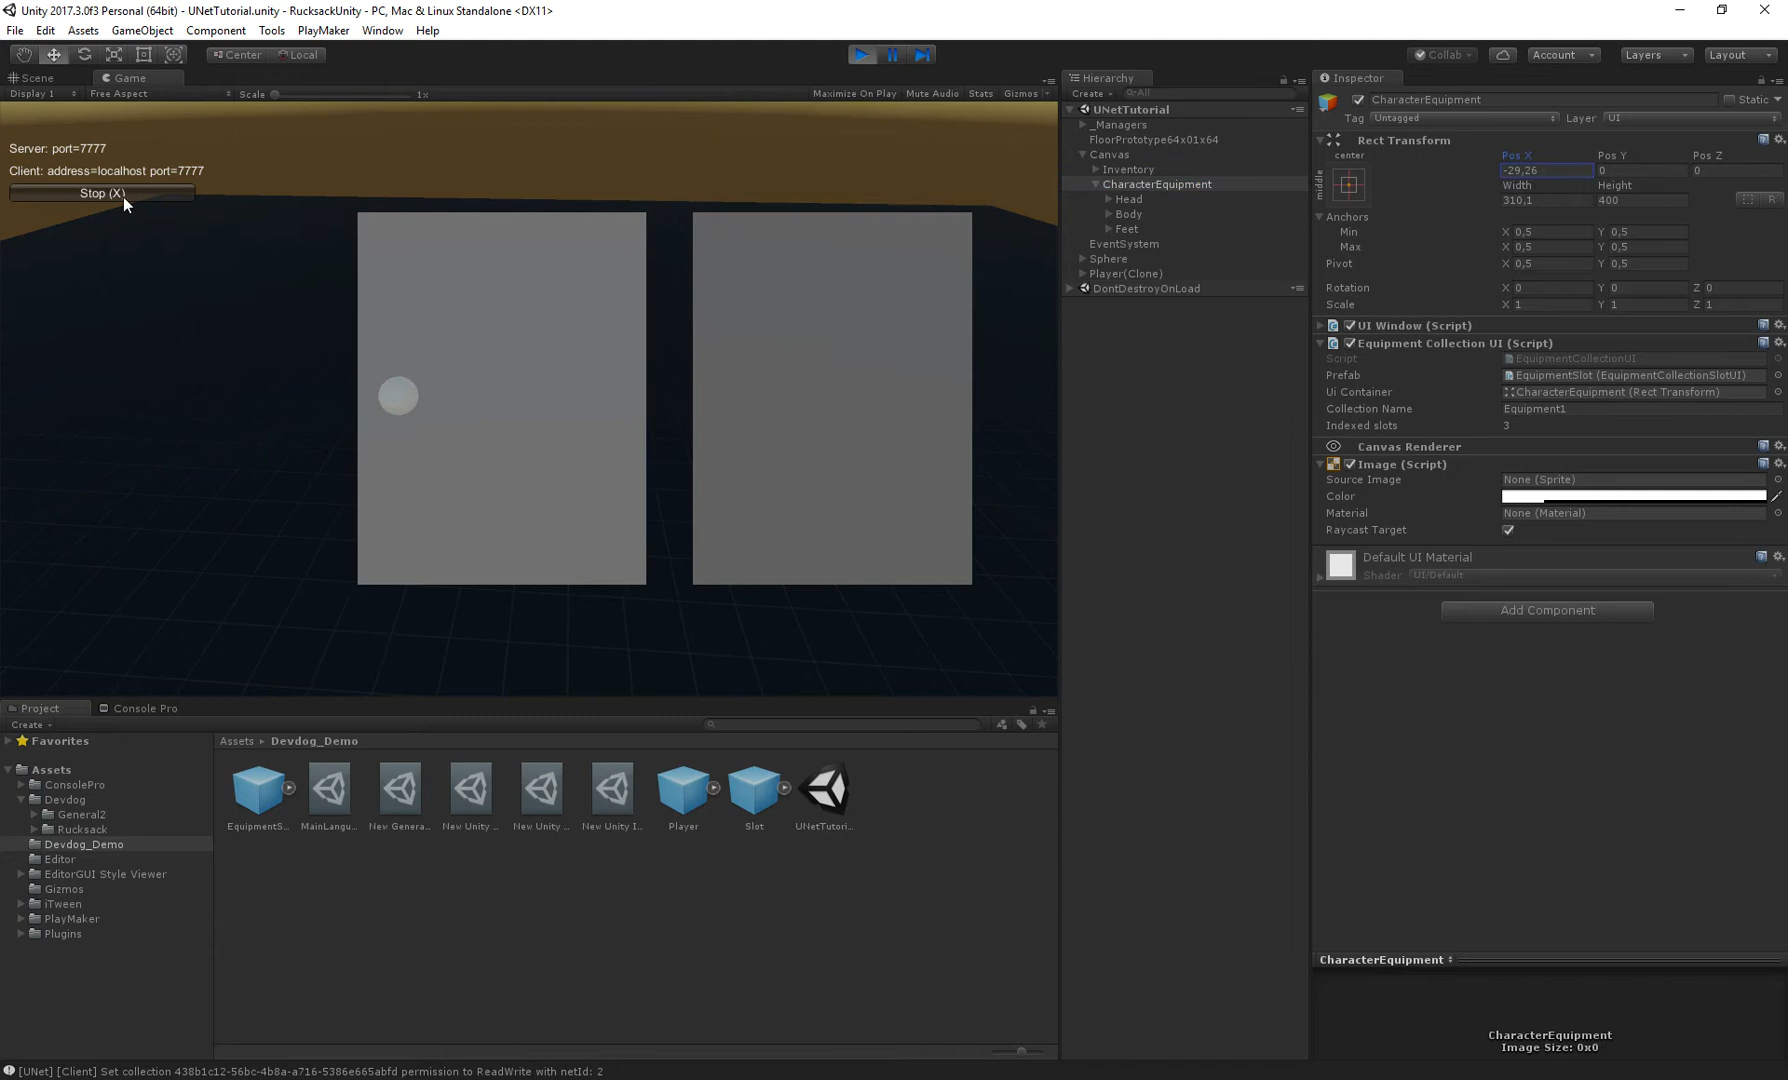 Unity 2017.3.0f3 Personal (64bit) - UNetTutorial.unity - RucksackUnity - PC, Mac & Linux Standalone <DX11>
File Edit Assets GameObject Component Tools PlayMaker Window Help
Center Local Collab Account Layers Layout
Scene Game
Display 1 Free Aspect Scale 1x Maximize On Play Mute Audio Stats Gizmos
Server: port=7777
Client: address=localhost port=7777
Stop (X)
Hierarchy
Create All
UNetTutorial
_Managers
FloorPrototype64x01x64
Canvas
Inventory
CharacterEquipment
Head
Body
Feet
EventSystem
Sphere
Player(Clone)
DontDestroyOnLoad
Inspector
CharacterEquipment Static
Tag Untagged Layer UI
Rect Transform
center Pos X Pos Y Pos Z
middle -29,26 0 0
Width Height
310,1 400 R
Anchors
Min X 0,5 Y 0,5
Max X 0,5 Y 0,5
Pivot X 0,5 Y 0,5
Rotation X 0 Y 0 Z 0
Scale X 1 Y 1 Z 1
UI Window (Script)
Equipment Collection UI (Script)
Script EquipmentCollectionUI
Prefab EquipmentSlot (EquipmentCollectionSlotUI)
Ui Container CharacterEquipment (Rect Transform)
Collection Name Equipment1
Indexed slots 3
Canvas Renderer
Image (Script)
Source Image None (Sprite)
Color
Material None (Material)
Raycast Target
Default UI Material
Shader UI/Default
Add Component
CharacterEquipment
CharacterEquipment
Image Size: 0x0
Project Console Pro
Create
Favorites
Assets
ConsolePro
Devdog
General2
Rucksack
Devdog_Demo
Editor
EditorGUI Style Viewer
Gizmos
iTween
PlayMaker
Plugins
Assets Devdog_Demo
EquipmentS... MainLangu... New Genera... New Unity ... New Unity ... New Unity I... Player Slot UNetTutori...
[UNet] [Client] Set collection 438b1c12-56bc-4b8a-a716-5386e665abfd permission to ReadWrite with netId: 2